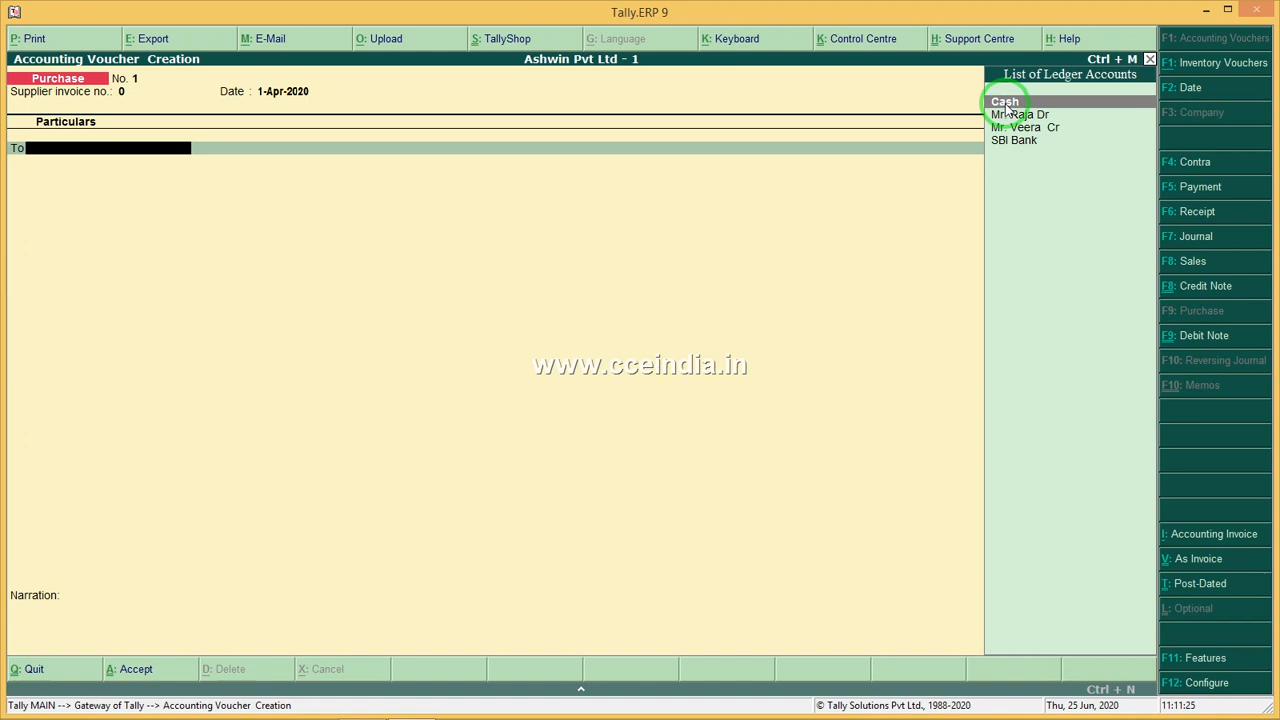 Tally.ERP 9
P: Print E: Export M: E-Mail O: Upload S: TallyShop G: Language K: Keyboard K: Control Centre H: Support Centre H: Help
Accounting Voucher Creation Ashwin Pvt Ltd - 1 Ctrl + M
Purchase No. 1
Supplier invoice no.: 0 Date : 1-Apr-2020
Particulars
To
List of Ledger Accounts
Cash
Mr. Raja Dr
Mr. Veera Cr
SBI Bank
F1: Accounting Vouchers
F1: Inventory Vouchers
F2: Date
F3: Company
F4: Contra
F5: Payment
F6: Receipt
F7: Journal
F8: Sales
F8: Credit Note
F9: Purchase
F9: Debit Note
F10: Reversing Journal
F10: Memos
I: Accounting Invoice
V: As Invoice
T: Post-Dated
L: Optional
F11: Features
F12: Configure
www.cceindia.in
Narration:
Q: Quit A: Accept D: Delete X: Cancel
Ctrl + N
Tally MAIN --> Gateway of Tally --> Accounting Voucher Creation © Tally Solutions Pvt Ltd., 1988-2020 Thu, 25 Jun, 2020 11:11:25